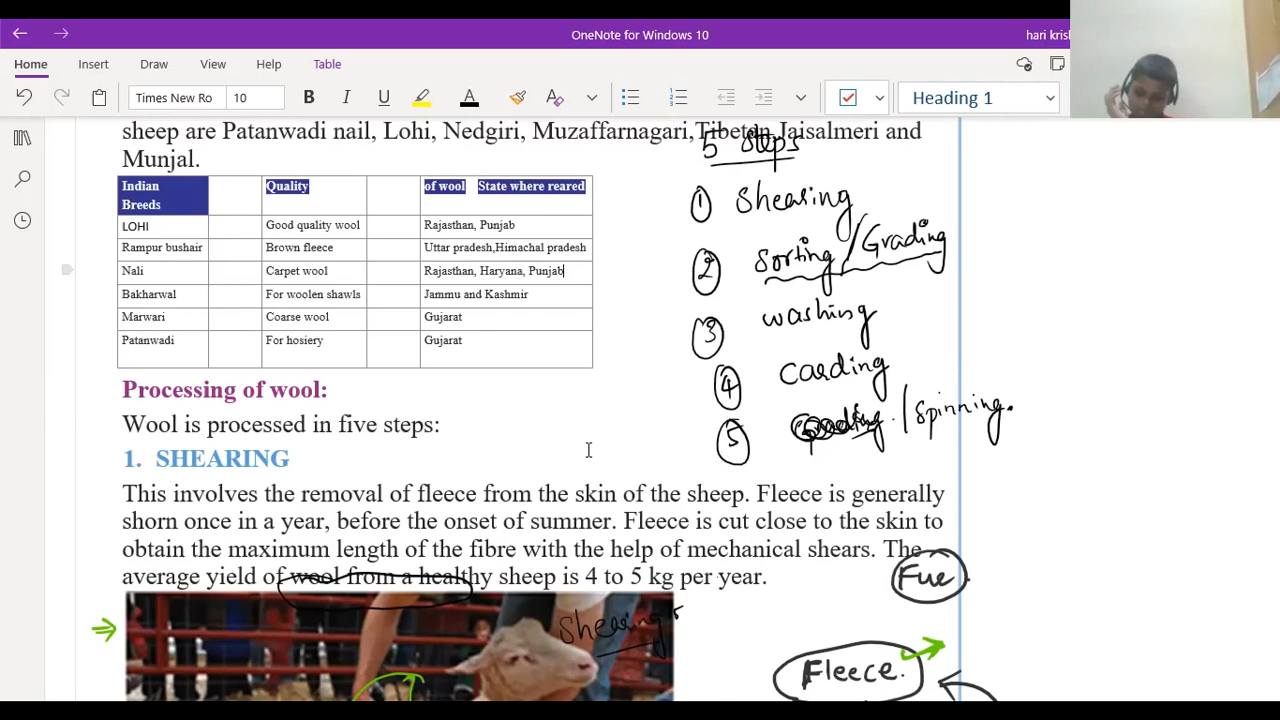 OneNote for Windows 10
hari krish
Home Insert Draw View Help Table
Times New Ro 10 B I U A Heading 1
sheep are Patanwadi nail, Lohi, Nedgiri, Muzaffarnagari,Tibetan Jaisalmeri and
Munjal.
Indian Breeds Quality of wool State where reared
LOHI Good quality wool Rajasthan, Punjab
Rampur bushair Brown fleece Uttar pradesh,Himachal pradesh
Nali Carpet wool Rajasthan, Haryana, Punjab
Bakharwal For woolen shawls Jammu and Kashmir
Marwari Coarse wool Gujarat
Patanwadi For hosiery Gujarat
5 Steps
1 Shearing
2 Sorting/Grading
3 washing
4 carding
5 / Spinning.
Processing of wool:
Wool is processed in five steps:
1. SHEARING
This involves the removal of fleece from the skin of the sheep. Fleece is generally
shorn once in a year, before the onset of summer. Fleece is cut close to the skin to
obtain the maximum length of the fibre with the help of mechanical shears. The
average yield of wool from a healthy sheep is 4 to 5 kg per year.
Fue
shearing
Fleece.